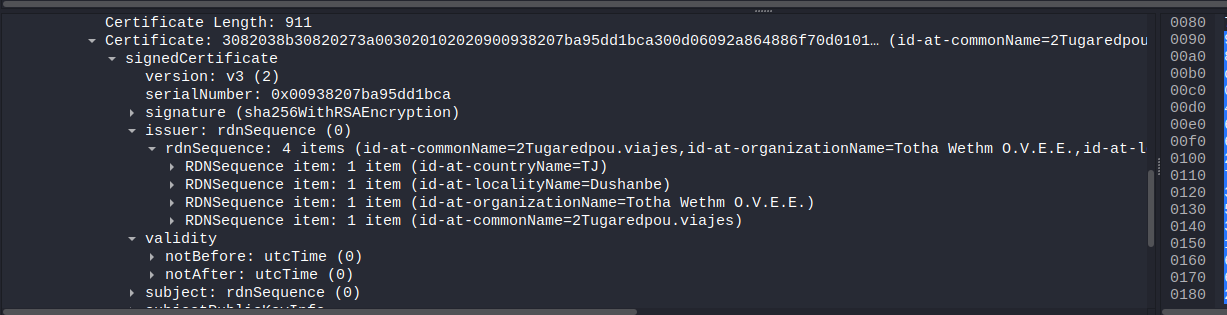 Certificate Length: 911
Certificate: 3082038b30820273a003020102020900938207ba95dd1bca300d06092a864886f70d0101… (id-at-commonName=2Tugaredpou
signedCertificate
version: v3 (2)
serialNumber: 0x00938207ba95dd1bca
signature (sha256WithRSAEncryption)
issuer: rdnSequence (0)
rdnSequence: 4 items (id-at-commonName=2Tugaredpou.viajes,id-at-organizationName=Totha Wethm O.V.E.E.,id-at-l
RDNSequence item: 1 item (id-at-countryName=TJ)
RDNSequence item: 1 item (id-at-localityName=Dushanbe)
RDNSequence item: 1 item (id-at-organizationName=Totha Wethm O.V.E.E.)
RDNSequence item: 1 item (id-at-commonName=2Tugaredpou.viajes)
validity
notBefore: utcTime (0)
notAfter: utcTime (0)
subject: rdnSequence (0)
0080
0090
00a0
00b0
00c0
00d0
00e0
00f0
0100
0110
0120
0130
0140
0150
0160
0170
0180